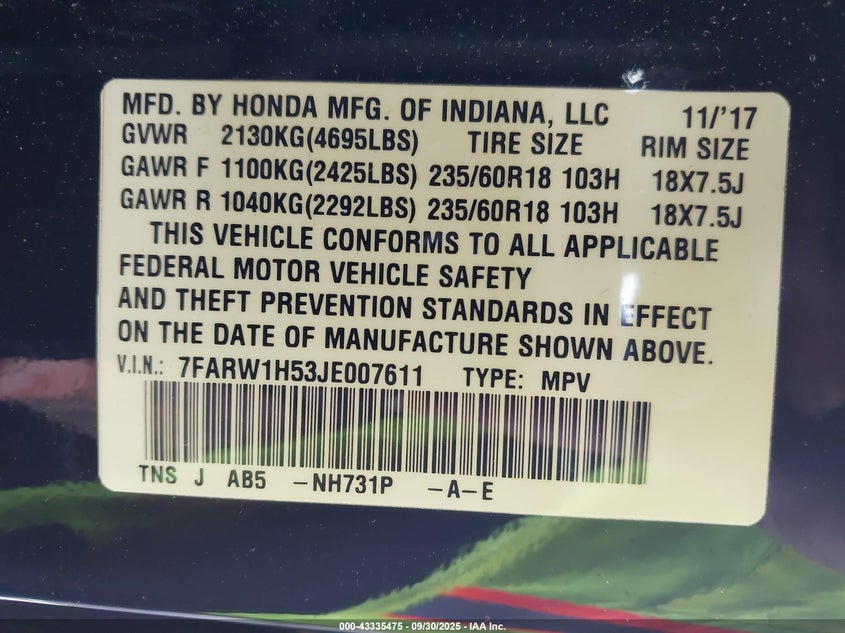 MFD. BY HONDA MFG. OF INDIANA, LLC 11/'17
GVWR 2130KG(4695LBS) TIRE SIZE RIM SIZE
GAWR F 1100KG(2425LBS) 235/60R18 103H 18X7.5J
GAWR R 1040KG(2292LBS) 235/60R18 103H 18X7.5J
THIS VEHICLE CONFORMS TO ALL APPLICABLE
FEDERAL MOTOR VEHICLE SAFETY
AND THEFT PREVENTION STANDARDS IN EFFECT
ON THE DATE OF MANUFACTURE SHOWN ABOVE.
V.I.N.: 7FARW1H53JE007611 TYPE: MPV
TNS J AB5 -NH731P -A-E
000-43335475 - 09/30/2025 - IAA Inc.